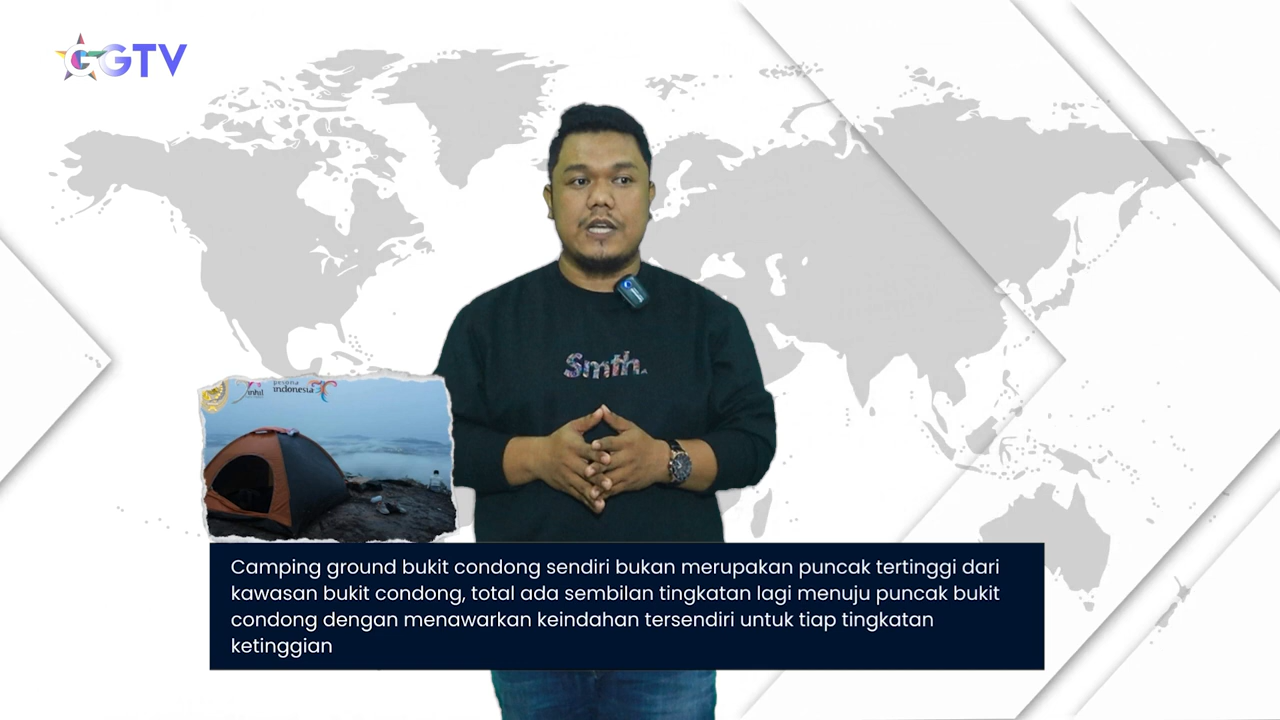 GGTV
Smth.
inhil
pesona
indonesia
Camping ground bukit condong sendiri bukan merupakan puncak tertinggi dari
kawasan bukit condong, total ada sembilan tingkatan lagi menuju puncak bukit
condong dengan menawarkan keindahan tersendiri untuk tiap tingkatan
ketinggian